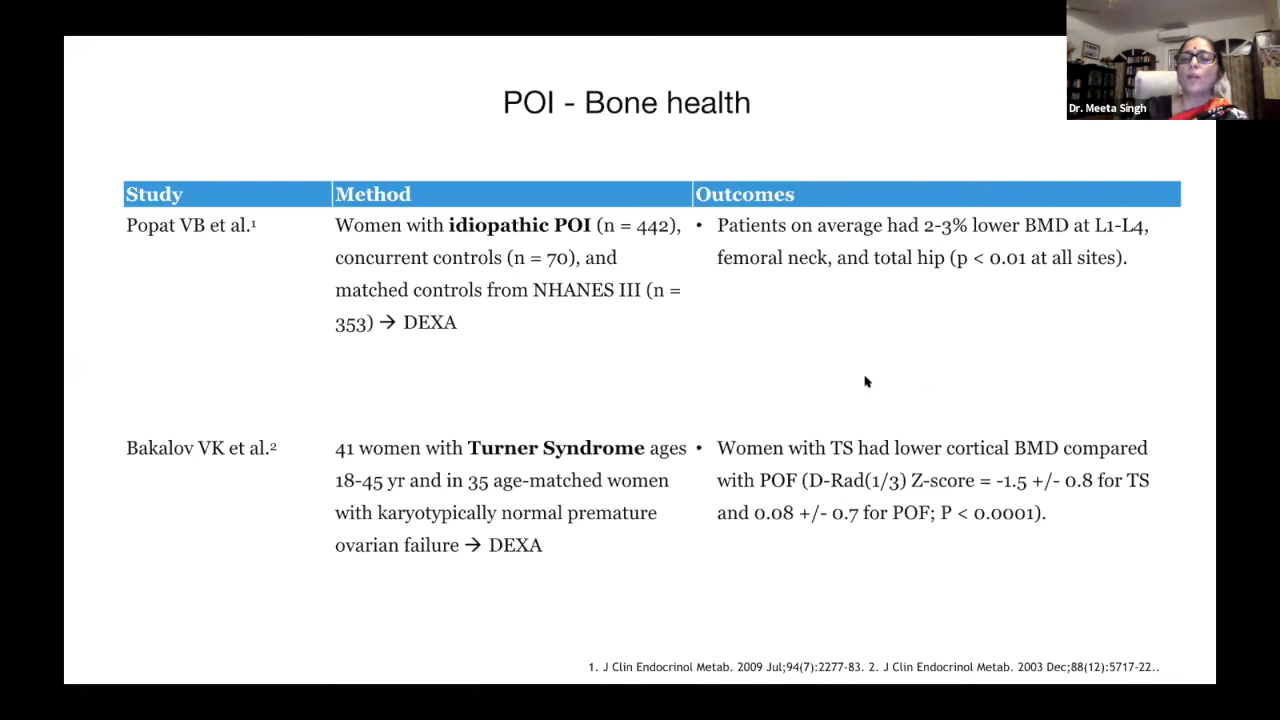 Dr. Meeta Singh
POI - Bone health
Study Method Outcomes
Popat VB et al.¹
Women with idiopathic POI (n = 442),
concurrent controls (n = 70), and
matched controls from NHANES III (n =
353) → DEXA
• Patients on average had 2-3% lower BMD at L1-L4,
femoral neck, and total hip (p < 0.01 at all sites).
Bakalov VK et al.²
41 women with Turner Syndrome ages
18-45 yr and in 35 age-matched women
with karyotypically normal premature
ovarian failure → DEXA
• Women with TS had lower cortical BMD compared
with POF (D-Rad(1/3) Z-score = -1.5 +/- 0.8 for TS
and 0.08 +/- 0.7 for POF; P < 0.0001).
1. J Clin Endocrinol Metab. 2009 Jul;94(7):2277-83. 2. J Clin Endocrinol Metab. 2003 Dec;88(12):5717-22..